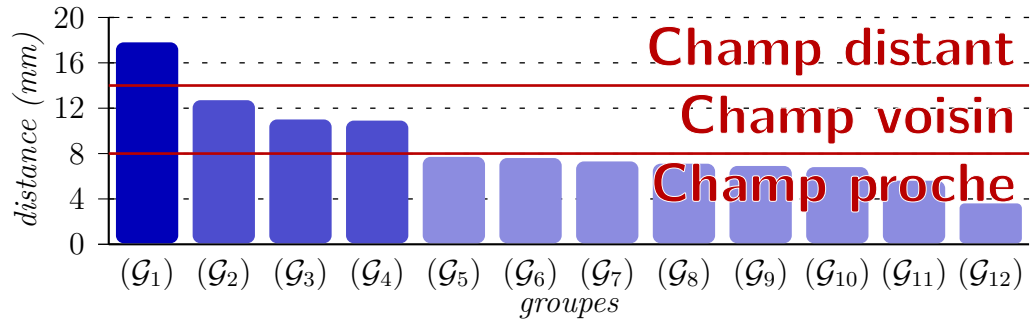 20
16
12
8
4
0
distance (mm)
Champ distant
Champ voisin
Champ proche
(𝒢₁) (𝒢₂) (𝒢₃) (𝒢₄) (𝒢₅) (𝒢₆) (𝒢₇) (𝒢₈) (𝒢₉) (𝒢₁₀) (𝒢₁₁) (𝒢₁₂)
groupes